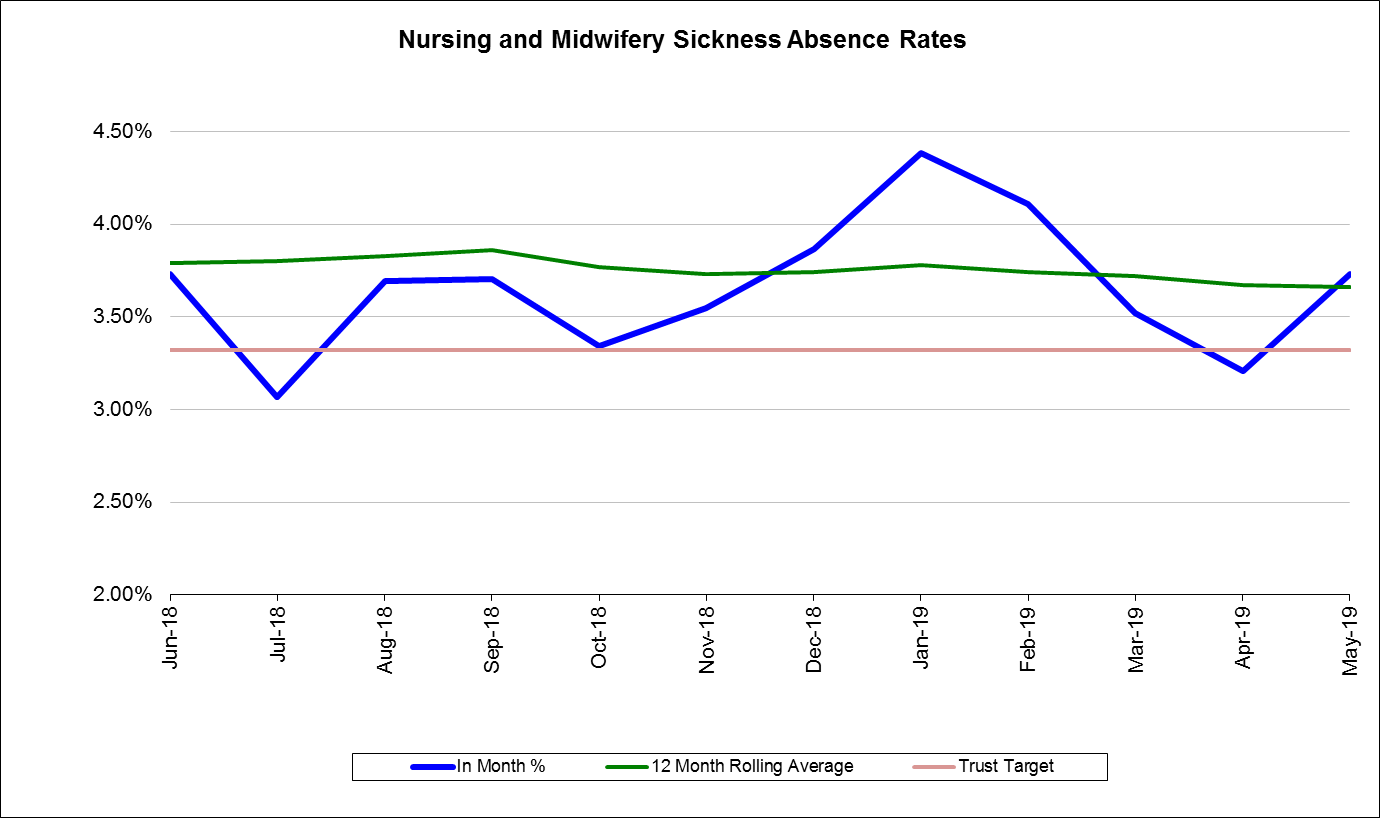 Nursing and Midwifery Sickness Absence Rates
4.50%
4.00%
3.50%
3.00%
2.50%
2.00%
Jun-18
Jul-18
Aug-18
Sep-18
Oct-18
Nov-18
Dec-18
Jan-19
Feb-19
Mar-19
Apr-19
May-19
In Month %
12 Month Rolling Average
Trust Target